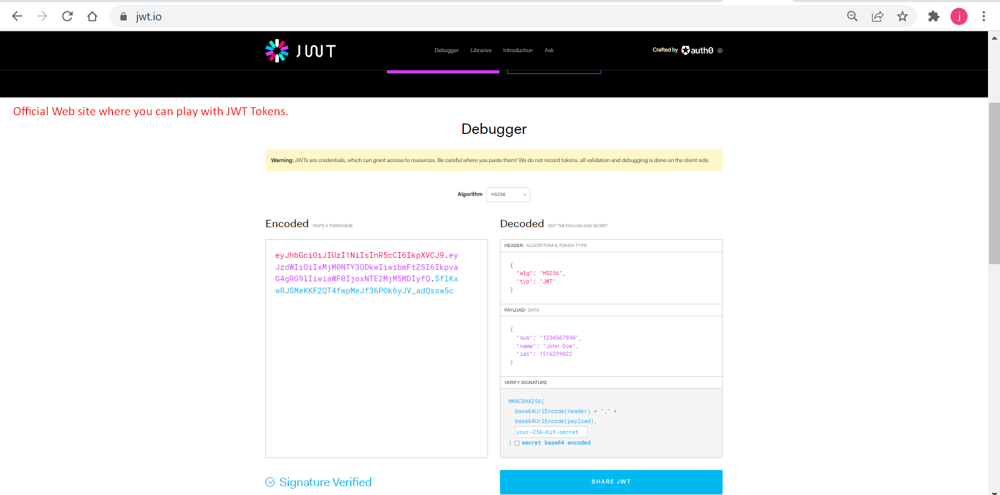 jwt.io
j
JWT
Debugger Libraries Introduction Ask
Crafted by auth0 ?
Official Web site where you can play with JWT Tokens.
Debugger
Warning: JWTs are credentials, which can grant access to resources. Be careful where you paste them! We do not record tokens, all validation and debugging is done on the client side.
Algorithm HS256
Encoded PASTE A TOKEN HERE
eyJhbGciOiJIUzI1NiIsInR5cCI6IkpXVCJ9.ey
JzdWIiOiIxMjM0NTY3ODkwIiwibmFtZSI6Ikpva
G4gRG9lIiwiaWF0IjoxNTE2MjM5MDIyfQ.SflKx
wRJSMeKKF2QT4fwpMeJf36POk6yJV_adQssw5c
Decoded EDIT THE PAYLOAD AND SECRET
HEADER: ALGORITHM & TOKEN TYPE
{
"alg": "HS256",
"typ": "JWT"
}
PAYLOAD: DATA
{
"sub": "1234567890",
"name": "John Doe",
"iat": 1516239022
}
VERIFY SIGNATURE
HMACSHA256(
base64UrlEncode(header) + "." +
base64UrlEncode(payload),
your-256-bit-secret
) secret base64 encoded
Signature Verified
SHARE JWT